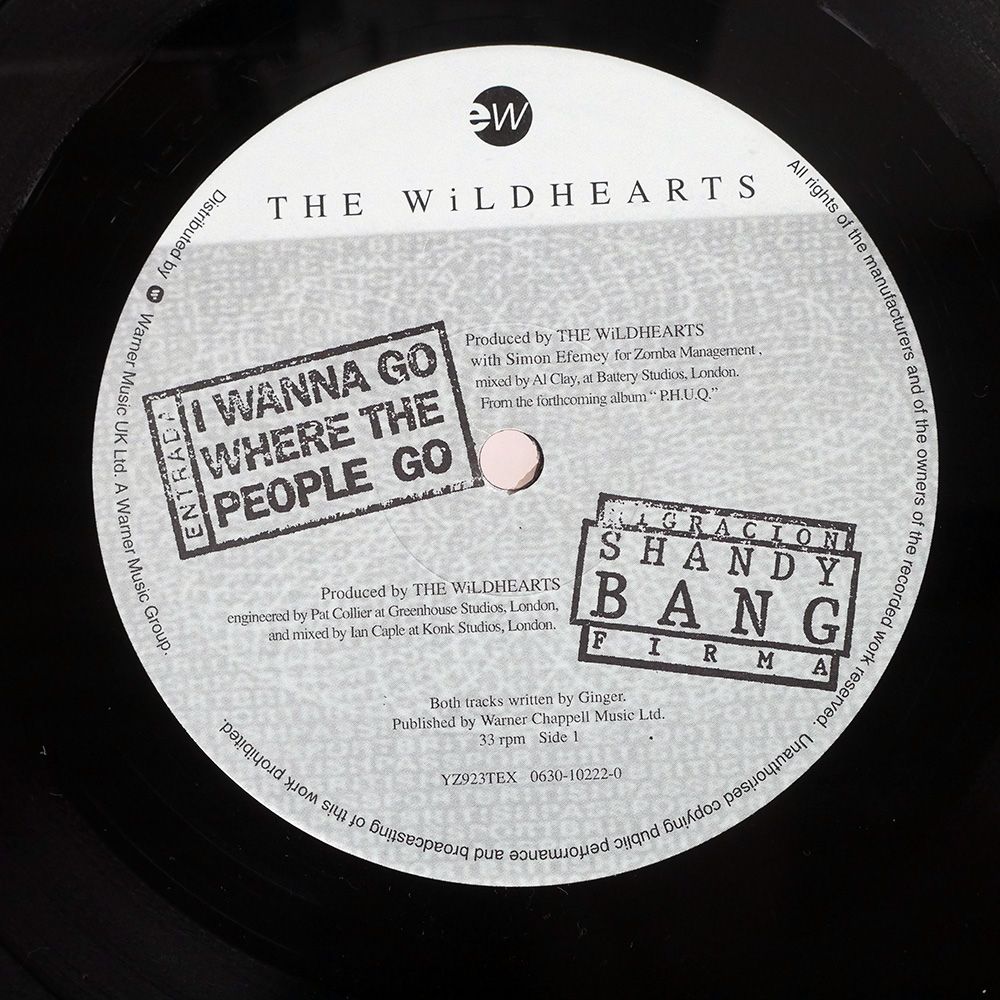 ew
THE WiLDHEARTS
Produced by THE WiLDHEARTS
with Simon Efemey for Zomba Management.
mixed by Al Clay, at Battery Studios, London.
From the forthcoming album “ P.H.U.Q.”
ENTRADA
I WANNA GO
WHERE THE
PEOPLE GO
MiGRACION
SHANDY
BANG
FIRMA
Produced by THE WiLDHEARTS
engineered by Pat Collier at Greenhouse Studios, London,
and mixed by Ian Caple at Konk Studios, London.
Both tracks written by Ginger.
Published by Warner Chappell Music Ltd.
33 rpm Side 1
YZ923TEX 0630-10222-0
All rights of the manufacturers and of the owners of the recorded work reserved. Unauthorised copying public performance and broadcasting of this work prohibited.
Distributed by Warner Music UK Ltd. A Warner Music Group.